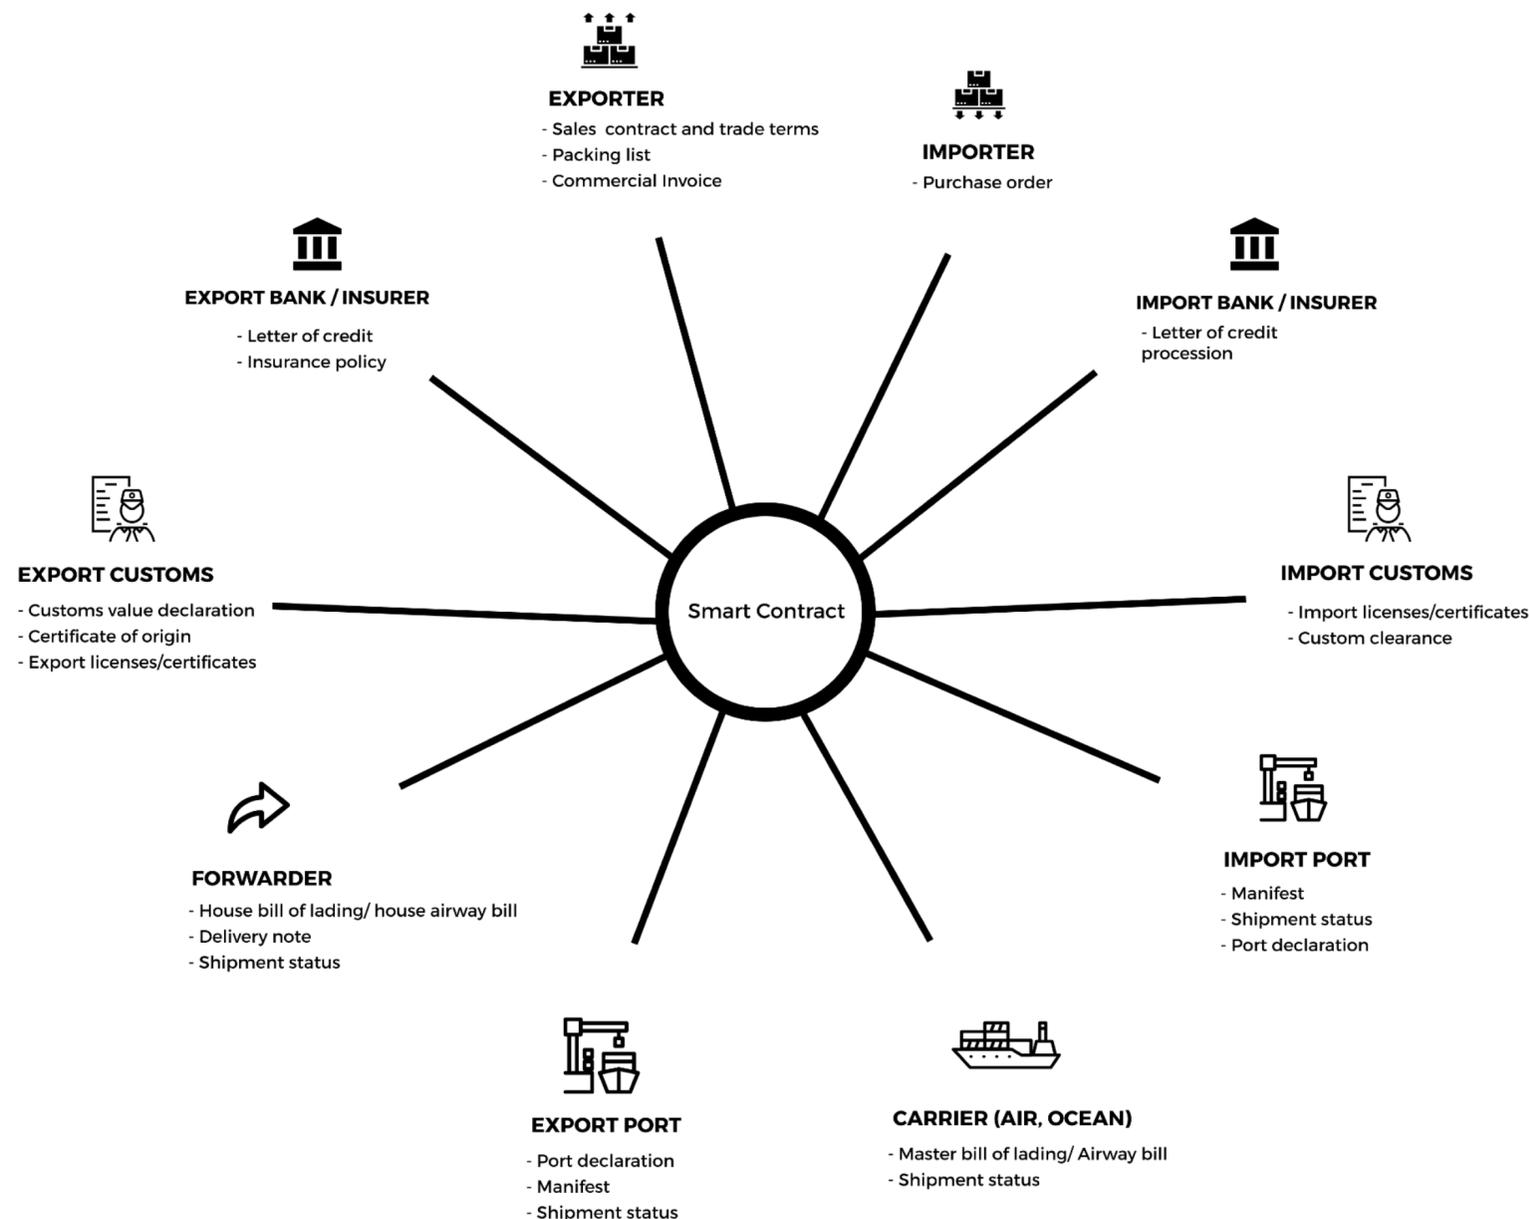 EXPORTER
- Sales contract and trade terms
- Packing list
- Commercial Invoice
IMPORTER
- Purchase order
EXPORT BANK / INSURER
- Letter of credit
- Insurance policy
IMPORT BANK / INSURER
- Letter of credit
procession
EXPORT CUSTOMS
- Customs value declaration
- Certificate of origin
- Export licenses/certificates
Smart Contract
IMPORT CUSTOMS
- Import licenses/certificates
- Custom clearance
FORWARDER
- House bill of lading/ house airway bill
- Delivery note
- Shipment status
IMPORT PORT
- Manifest
- Shipment status
- Port declaration
EXPORT PORT
- Port declaration
- Manifest
- Shipment status
CARRIER (AIR, OCEAN)
- Master bill of lading/ Airway bill
- Shipment status